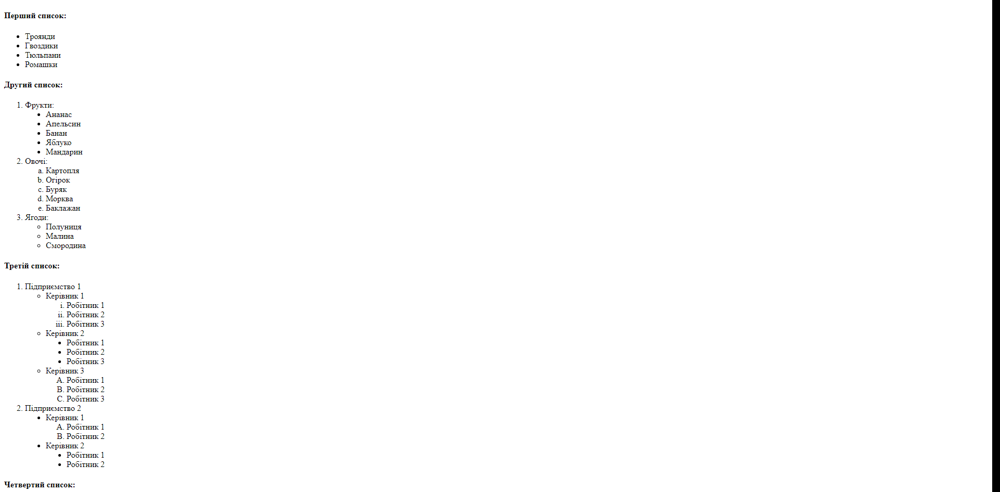 Перший список:
• Троянди
• Гвоздики
• Тюльпани
• Ромашки
Другий список:
1. Фрукти:
• Ананас
• Апельсин
• Банан
• Яблуко
• Мандарин
2. Овочі:
a. Картопля
b. Огірок
c. Буряк
d. Морква
e. Баклажан
3. Ягоди:
◦ Полуниця
◦ Малина
◦ Смородина
Третій список:
1. Підприємство 1
◦ Керівник 1
i. Робітник 1
ii. Робітник 2
iii. Робітник 3
◦ Керівник 2
• Робітник 1
• Робітник 2
• Робітник 3
◦ Керівник 3
A. Робітник 1
B. Робітник 2
C. Робітник 3
2. Підприємство 2
• Керівник 1
A. Робітник 1
B. Робітник 2
• Керівник 2
• Робітник 1
• Робітник 2
Четвертий список: